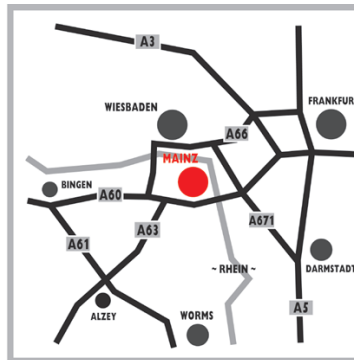 A3
WIESBADEN
FRANKFUR
A66
MAINZ
BINGEN
A60
A63
A671
A61
~ RHEIN ~
DARMSTADT
ALZEY
WORMS
A5